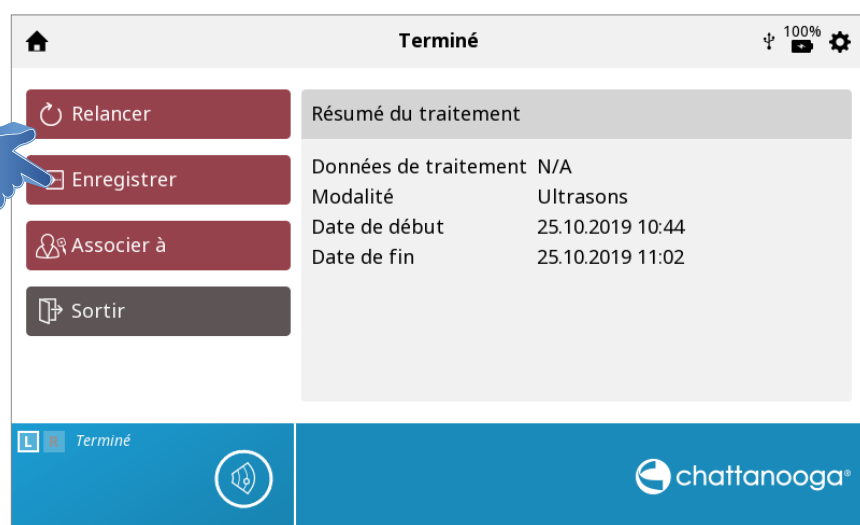 Terminé
100%
Relancer
Enregistrer
Associer à
Sortir
Résumé du traitement
Données de traitement N/A
Modalité Ultrasons
Date de début 25.10.2019 10:44
Date de fin 25.10.2019 11:02
L R Terminé
chattanooga®